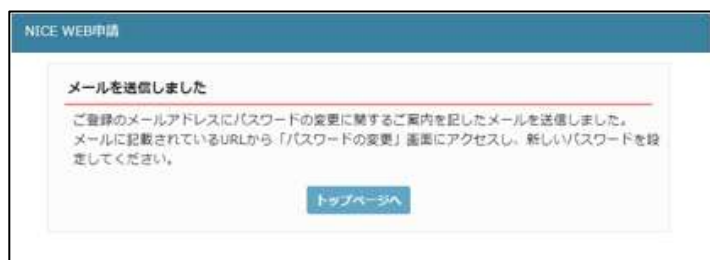 NICE WEB申請
メールを送信しました
ご登録のメールアドレスにパスワードの変更に関するご案内を記したメールを送信しました。
メールに記載されているURLから「パスワードの変更」画面にアクセスし、新しいパスワードを設
定してください。
トップページへ